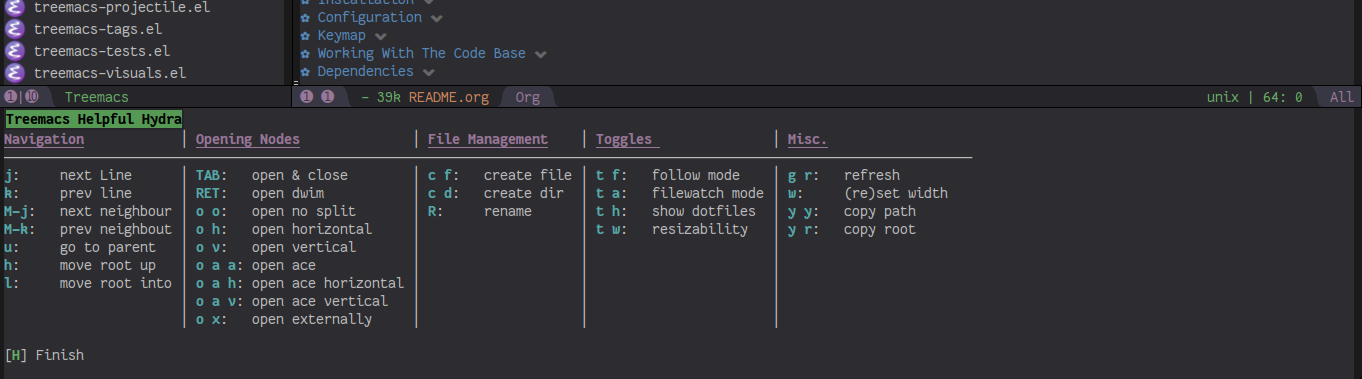 treemacs-projectile.el
treemacs-tags.el
treemacs-tests.el
treemacs-visuals.el
Installation
Configuration
Keymap
Working With The Code Base
Dependencies
1|10 Treemacs
1 1 - 39k README.org Org unix | 64: 0 All
Treemacs Helpful Hydra
Navigation | Opening Nodes | File Management | Toggles | Misc.
j: next Line | TAB: open & close | c f: create file | t f: follow mode | g r: refresh
k: prev line | RET: open dwim | c d: create dir | t a: filewatch mode | w: (re)set width
M-j: next neighbour | o o: open no split | R: rename | t h: show dotfiles | y y: copy path
M-k: prev neighbout | o h: open horizontal | | t w: resizability | y r: copy root
u: go to parent | o v: open vertical | | |
h: move root up | o a a: open ace | | |
l: move root into | o a h: open ace horizontal | | |
| o a v: open ace vertical | | |
| o x: open externally | | |
[H] Finish